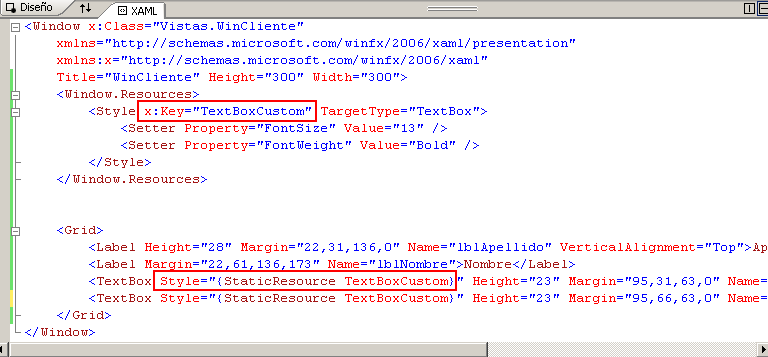 Diseño XAML
<Window x:Class="Vistas.WinCliente"
xmlns="http://schemas.microsoft.com/winfx/2006/xaml/presentation"
xmlns:x="http://schemas.microsoft.com/winfx/2006/xaml"
Title="WinCliente" Height="300" Width="300">
<Window.Resources>
<Style x:Key="TextBoxCustom" TargetType="TextBox">
<Setter Property="FontSize" Value="13" />
<Setter Property="FontWeight" Value="Bold" />
</Style>
</Window.Resources>
<Grid>
<Label Height="28" Margin="22,31,136,0" Name="lblApellido" VerticalAlignment="Top">Ap
<Label Margin="22,61,136,173" Name="lblNombre">Nombre</Label>
<TextBox Style="{StaticResource TextBoxCustom}" Height="23" Margin="95,31,63,0" Name=
<TextBox Style="{StaticResource TextBoxCustom}" Height="23" Margin="95,66,63,0" Name=
</Grid>
</Window>